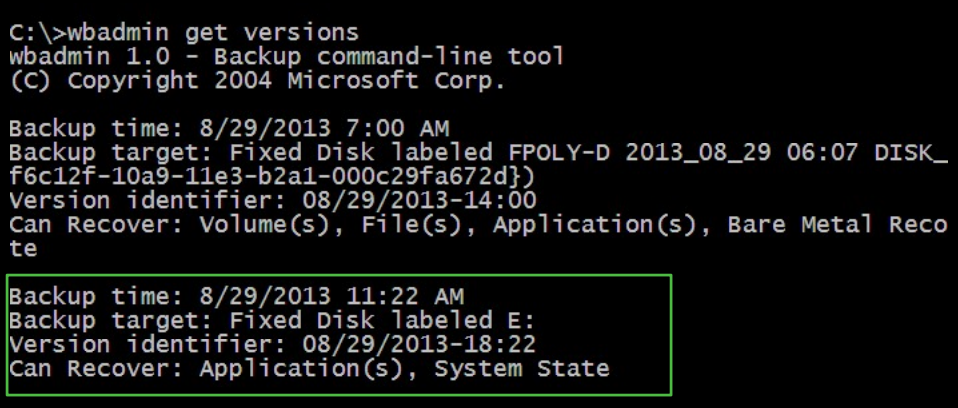 C:\>wbadmin get versions
wbadmin 1.0 - Backup command-line tool
(C) Copyright 2004 Microsoft Corp.
Backup time: 8/29/2013 7:00 AM
Backup target: Fixed Disk labeled FPOLY-D 2013_08_29 06:07 DISK_
f6c12f-10a9-11e3-b2a1-000c29fa672d})
Version identifier: 08/29/2013-14:00
Can Recover: Volume(s), File(s), Application(s), Bare Metal Reco
te
Backup time: 8/29/2013 11:22 AM
Backup target: Fixed Disk labeled E:
Version identifier: 08/29/2013-18:22
Can Recover: Application(s), System State